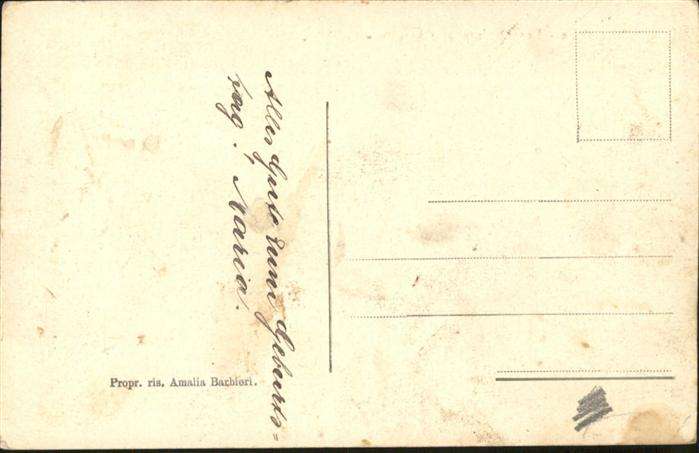 Alles Gute zum Geburts-
tag. Maria.
Propr. ris. Amalia Barbieri.